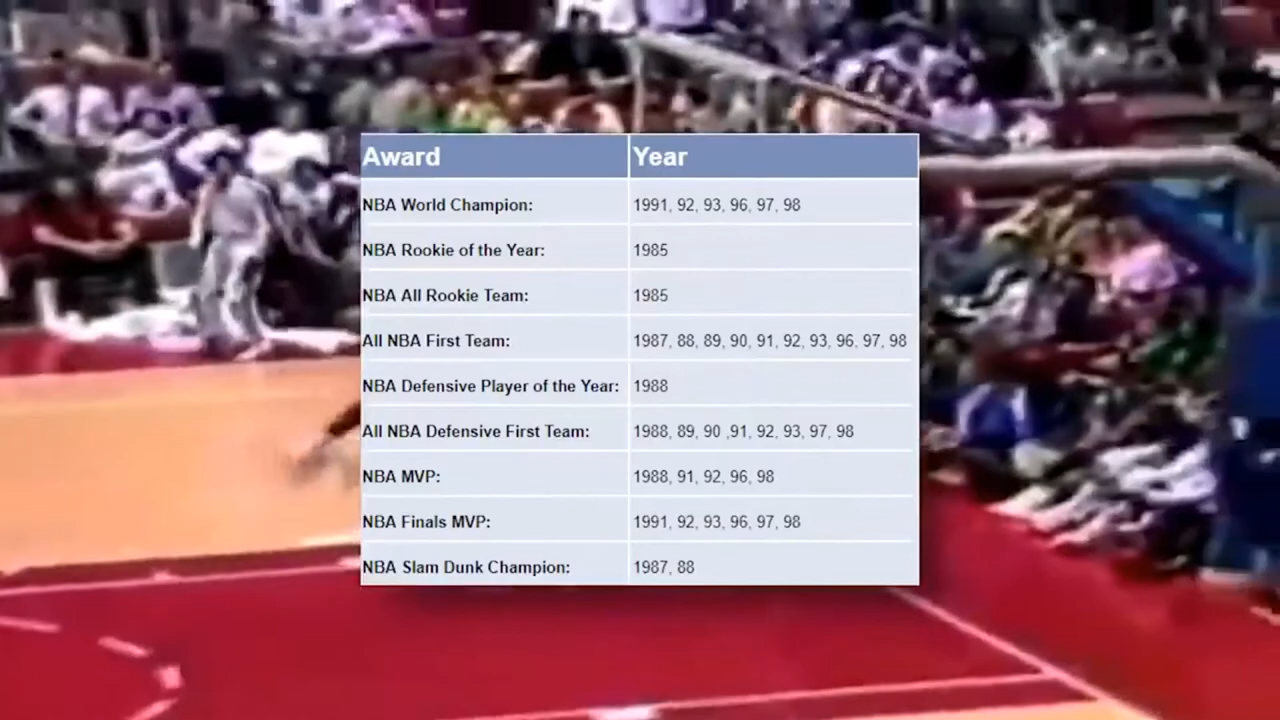 Award Year
NBA World Champion: 1991, 92, 93, 96, 97, 98
NBA Rookie of the Year: 1985
NBA All Rookie Team: 1985
All NBA First Team: 1987, 88, 89, 90, 91, 92, 93, 96, 97, 98
NBA Defensive Player of the Year: 1988
All NBA Defensive First Team: 1988, 89, 90 ,91, 92, 93, 97, 98
NBA MVP: 1988, 91, 92, 96, 98
NBA Finals MVP: 1991, 92, 93, 96, 97, 98
NBA Slam Dunk Champion: 1987, 88